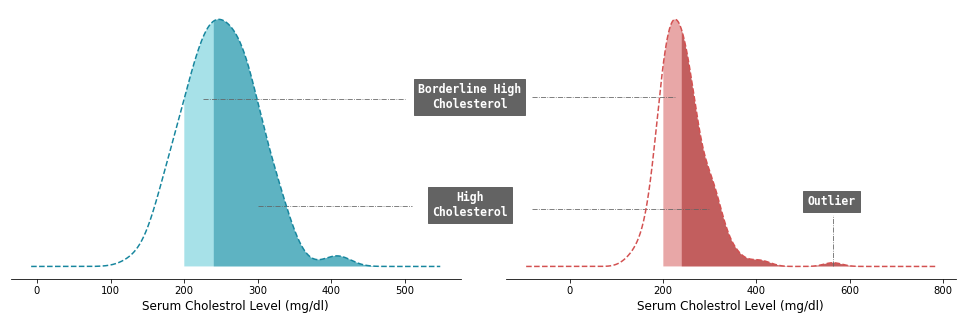 Borderline High
Cholesterol
High
Cholesterol
Outlier
0 100 200 300 400 500
0 200 400 600 800
Serum Cholestrol Level (mg/dl)
Serum Cholestrol Level (mg/dl)